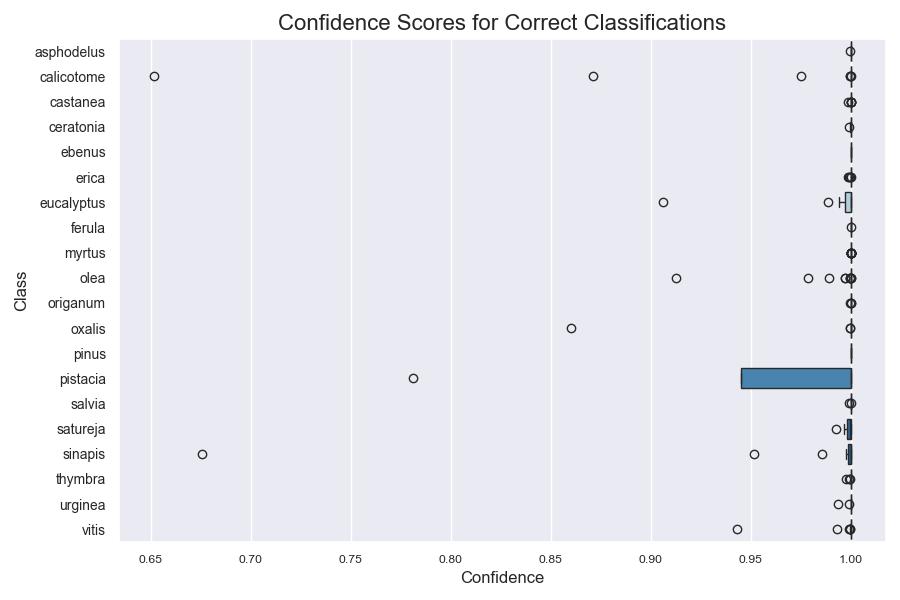 Confidence Scores for Correct Classifications
asphodelus
calicotome
castanea
ceratonia
ebenus
erica
eucalyptus
ferula
myrtus
olea
origanum
oxalis
pinus
pistacia
salvia
satureja
sinapis
thymbra
urginea
vitis
Class
0.65 0.70 0.75 0.80 0.85 0.90 0.95 1.00
Confidence